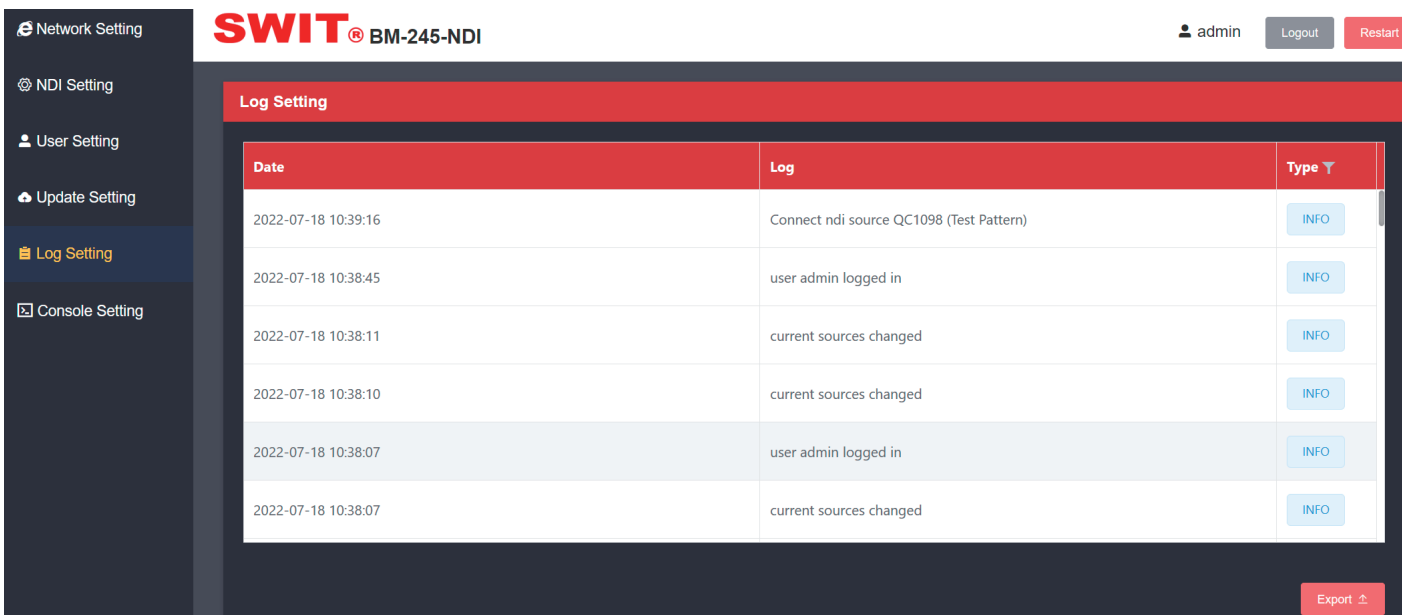 Network Setting
SWIT® BM-245-NDI
admin
Logout
Restart
NDI Setting
User Setting
Update Setting
Log Setting
Console Setting
Log Setting
Date Log Type
2022-07-18 10:39:16 Connect ndi source QC1098 (Test Pattern) INFO
2022-07-18 10:38:45 user admin logged in INFO
2022-07-18 10:38:11 current sources changed INFO
2022-07-18 10:38:10 current sources changed INFO
2022-07-18 10:38:07 user admin logged in INFO
2022-07-18 10:38:07 current sources changed INFO
Export